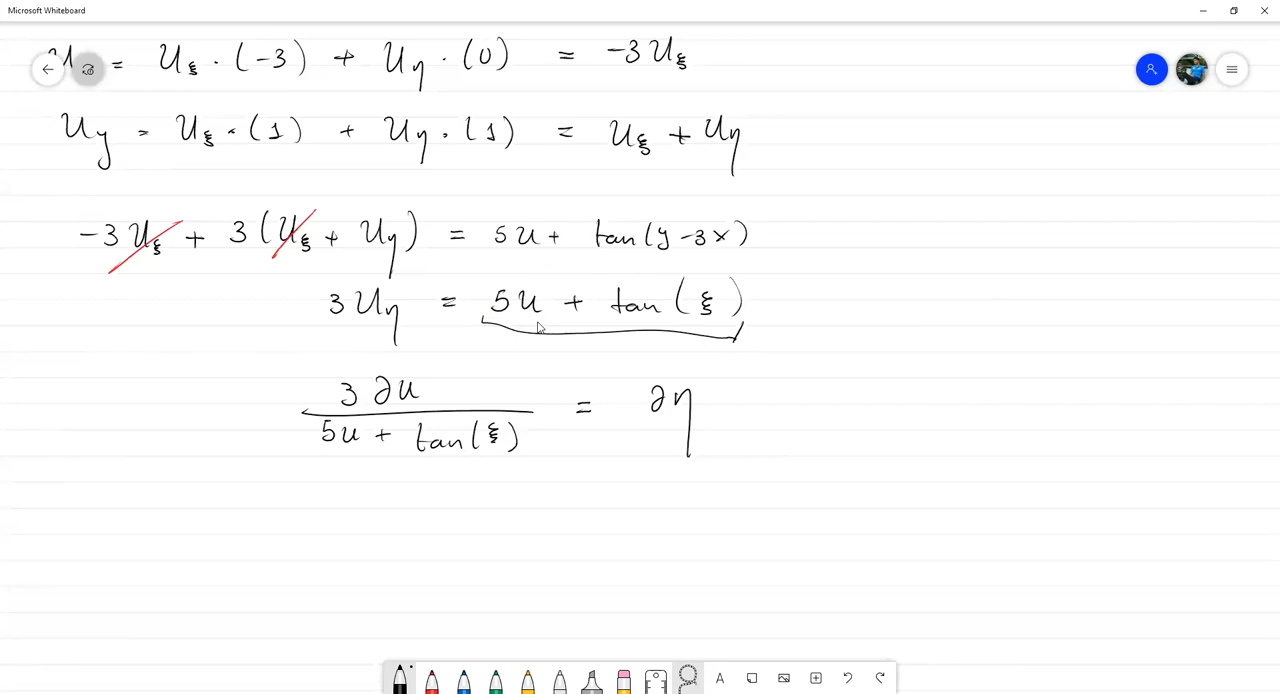 Microsoft Whiteboard
= Uξ · (-3) + Uη · (0) = -3Uξ
Uy = Uξ · (1) + Uη · (1) = Uξ + Uη
-3Uξ + 3(Uξ + Uη) = 5u + tan(y-3x)
3Uη = 5u + tan(ξ)
3∂u / 5u + tan(ξ) = ∂η
A